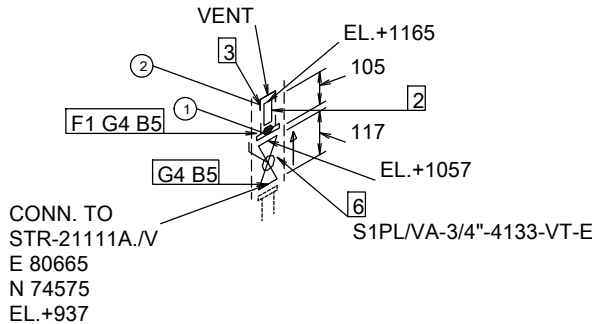 VENT
EL.+1165
3
2
105
2
1
F1 G4 B5
117
G4 B5
EL.+1057
6
S1PL/VA-3/4"-4133-VT-E
CONN. TO
STR-21111A./V
E 80665
N 74575
EL.+937